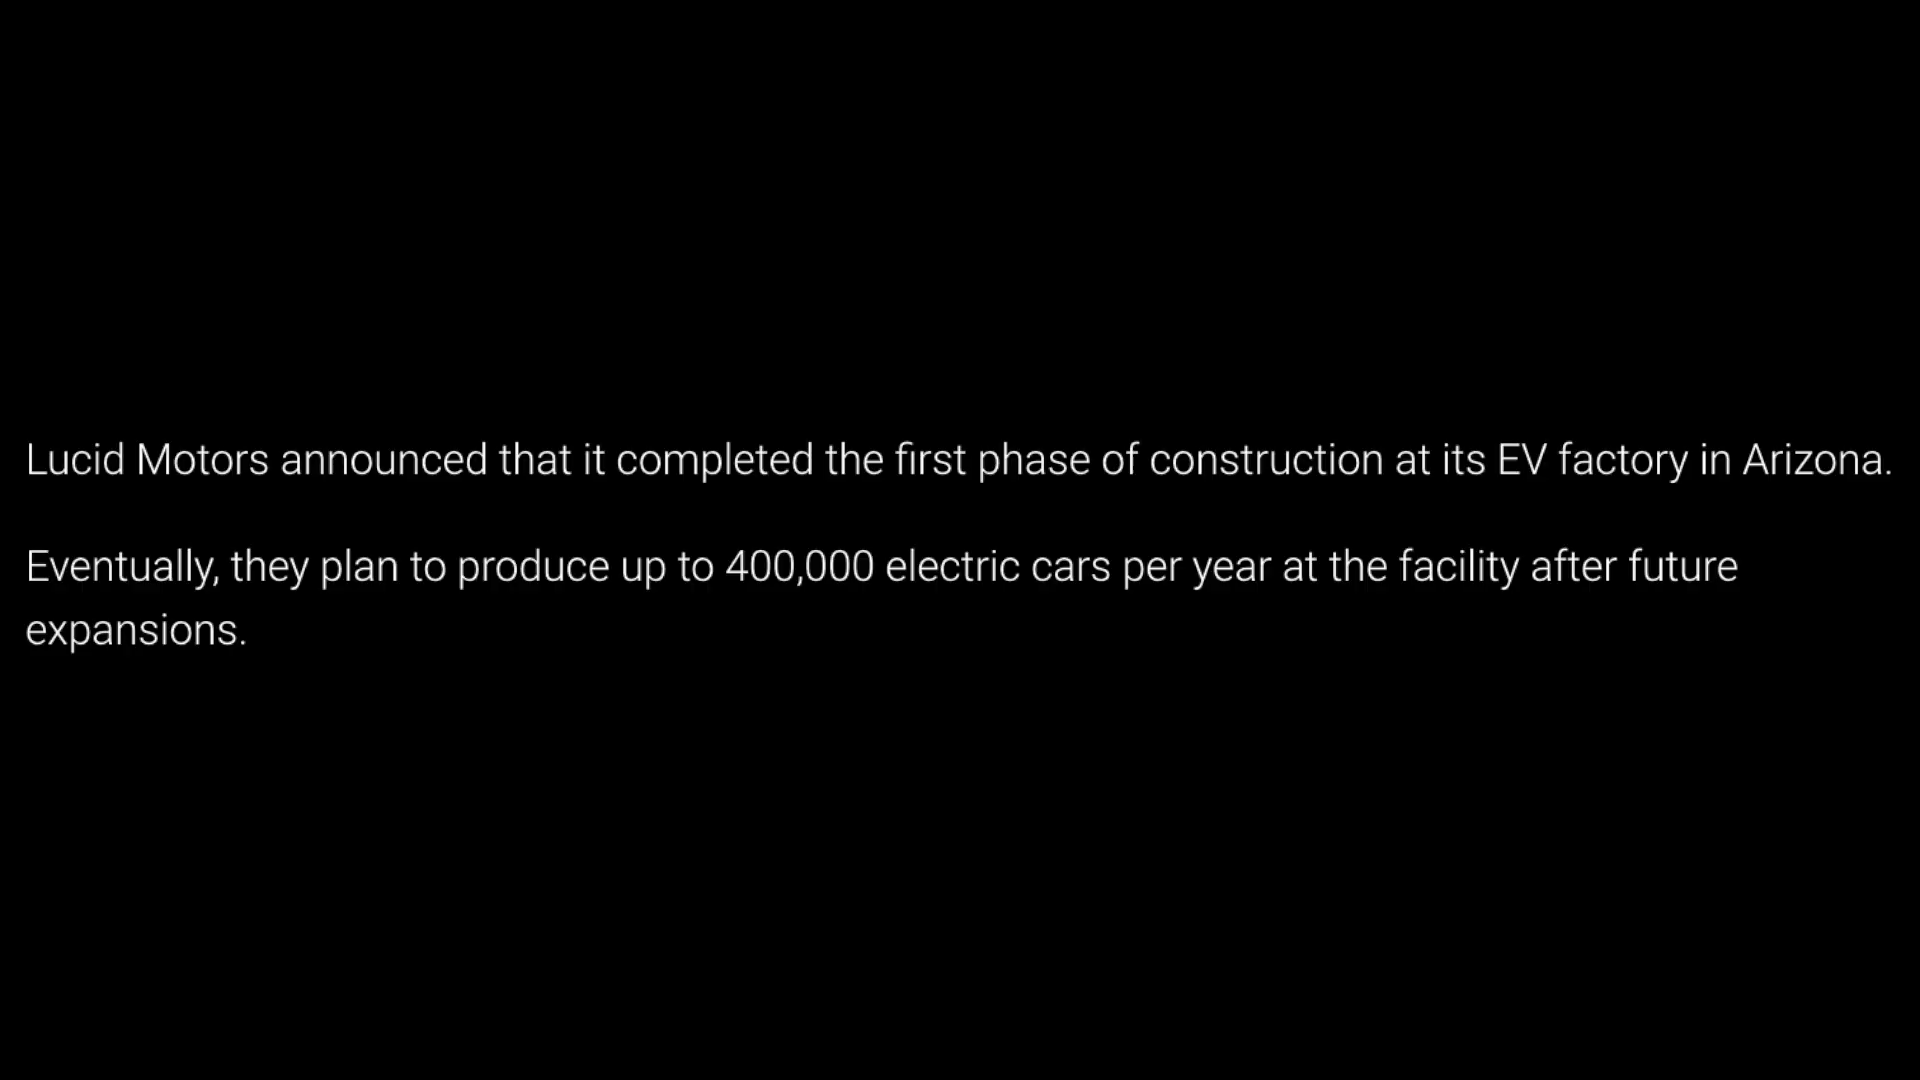 Lucid Motors announced that it completed the first phase of construction at its EV factory in Arizona.
Eventually, they plan to produce up to 400,000 electric cars per year at the facility after future
expansions.